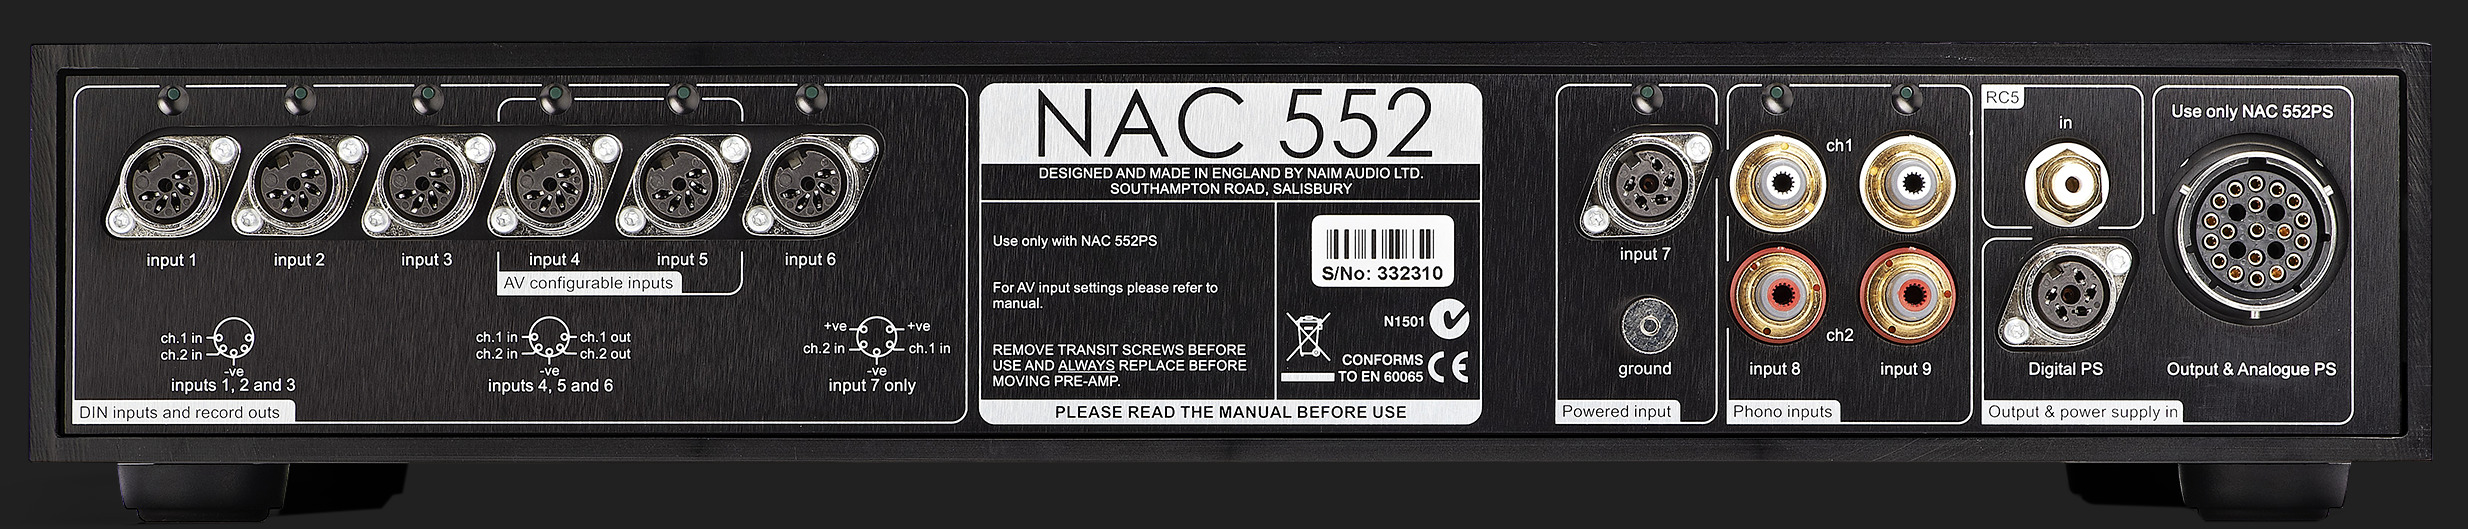 input 1
input 2
input 3
input 4
input 5
input 6
AV configurable inputs
ch.1 in
ch.2 in
-ve
inputs 1, 2 and 3
ch.1 in
ch.1 out
ch.2 in
ch.2 out
-ve
inputs 4, 5 and 6
+ve
+ve
ch.2 in
ch.1 in
-ve
input 7 only
DIN inputs and record outs
NAC 552
DESIGNED AND MADE IN ENGLAND BY NAIM AUDIO LTD.
SOUTHAMPTON ROAD, SALISBURY
Use only with NAC 552PS
For AV input settings please refer to
manual.
REMOVE TRANSIT SCREWS BEFORE
USE AND ALWAYS REPLACE BEFORE
MOVING PRE-AMP.
S/No: 332310
N1501
CONFORMS
TO EN 60065
CE
PLEASE READ THE MANUAL BEFORE USE
input 7
ground
Powered input
ch1
ch2
input 8
input 9
Phono inputs
RC5
in
Use only NAC 552PS
Digital PS
Output & Analogue PS
Output & power supply in